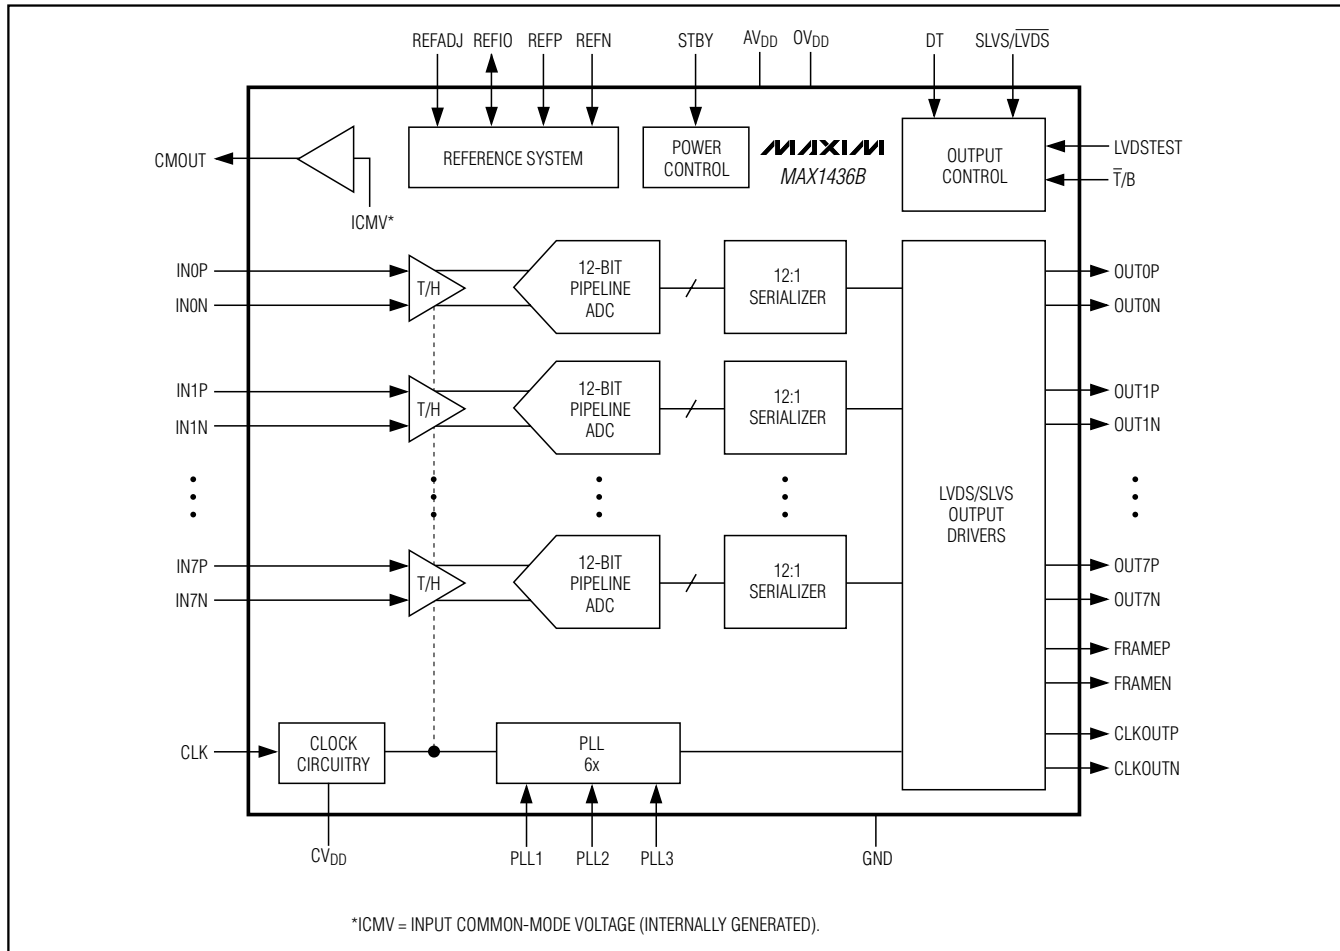 REFADJ REFIO REFP REFN STBY AVDD OVDD DT SLVS/L̅V̅D̅S̅
CMOUT
ICMV*
REFERENCE SYSTEM
POWER
CONTROL
MAXIM
MAX1436B
OUTPUT
CONTROL
LVDSTEST
T̅/B
IN0P
IN0N
T/H
12-BIT
PIPELINE
ADC
12:1
SERIALIZER
OUT0P
OUT0N
IN1P
IN1N
T/H
12-BIT
PIPELINE
ADC
12:1
SERIALIZER
OUT1P
OUT1N
LVDS/SLVS
OUTPUT
DRIVERS
IN7P
IN7N
T/H
12-BIT
PIPELINE
ADC
12:1
SERIALIZER
OUT7P
OUT7N
FRAMEP
FRAMEN
CLK
CLOCK
CIRCUITRY
PLL
6x
CLKOUTP
CLKOUTN
CVDD PLL1 PLL2 PLL3 GND
*ICMV = INPUT COMMON-MODE VOLTAGE (INTERNALLY GENERATED).